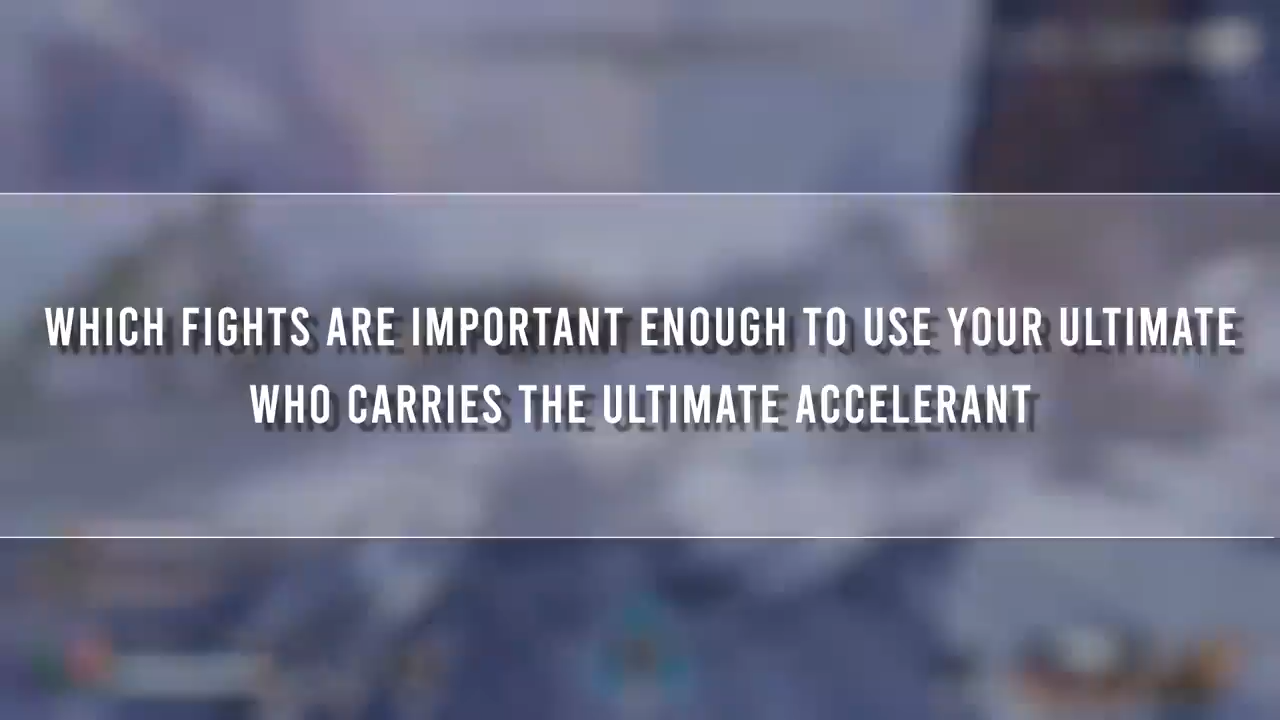 WHICH FIGHTS ARE IMPORTANT ENOUGH TO USE YOUR ULTIMATE
WHO CARRIES THE ULTIMATE ACCELERANT